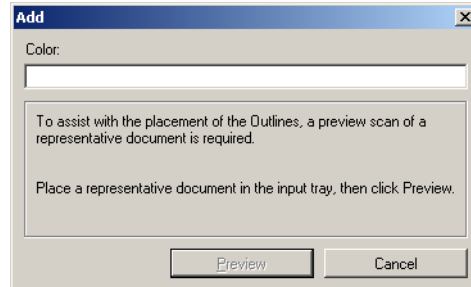 Add
Color:
To assist with the placement of the Outlines, a preview scan of a
representative document is required.
Place a representative document in the input tray, then click Preview.
Preview
Cancel